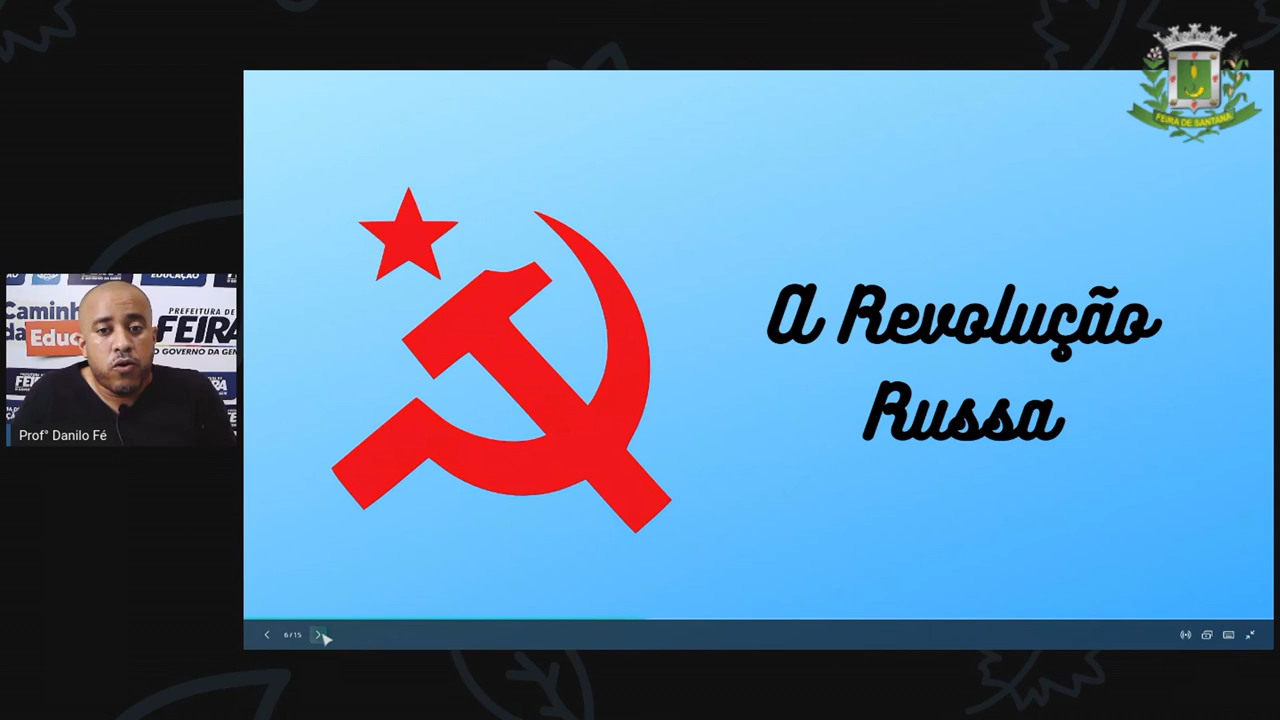 FEIRA DE SANTANA
A Revolução
Russa
EDUCAÇÃO
Caminh
da Educ
PREFEITURA DE
FEIRA
O GOVERNO DA GEN
Prof° Danilo Fé
6/15